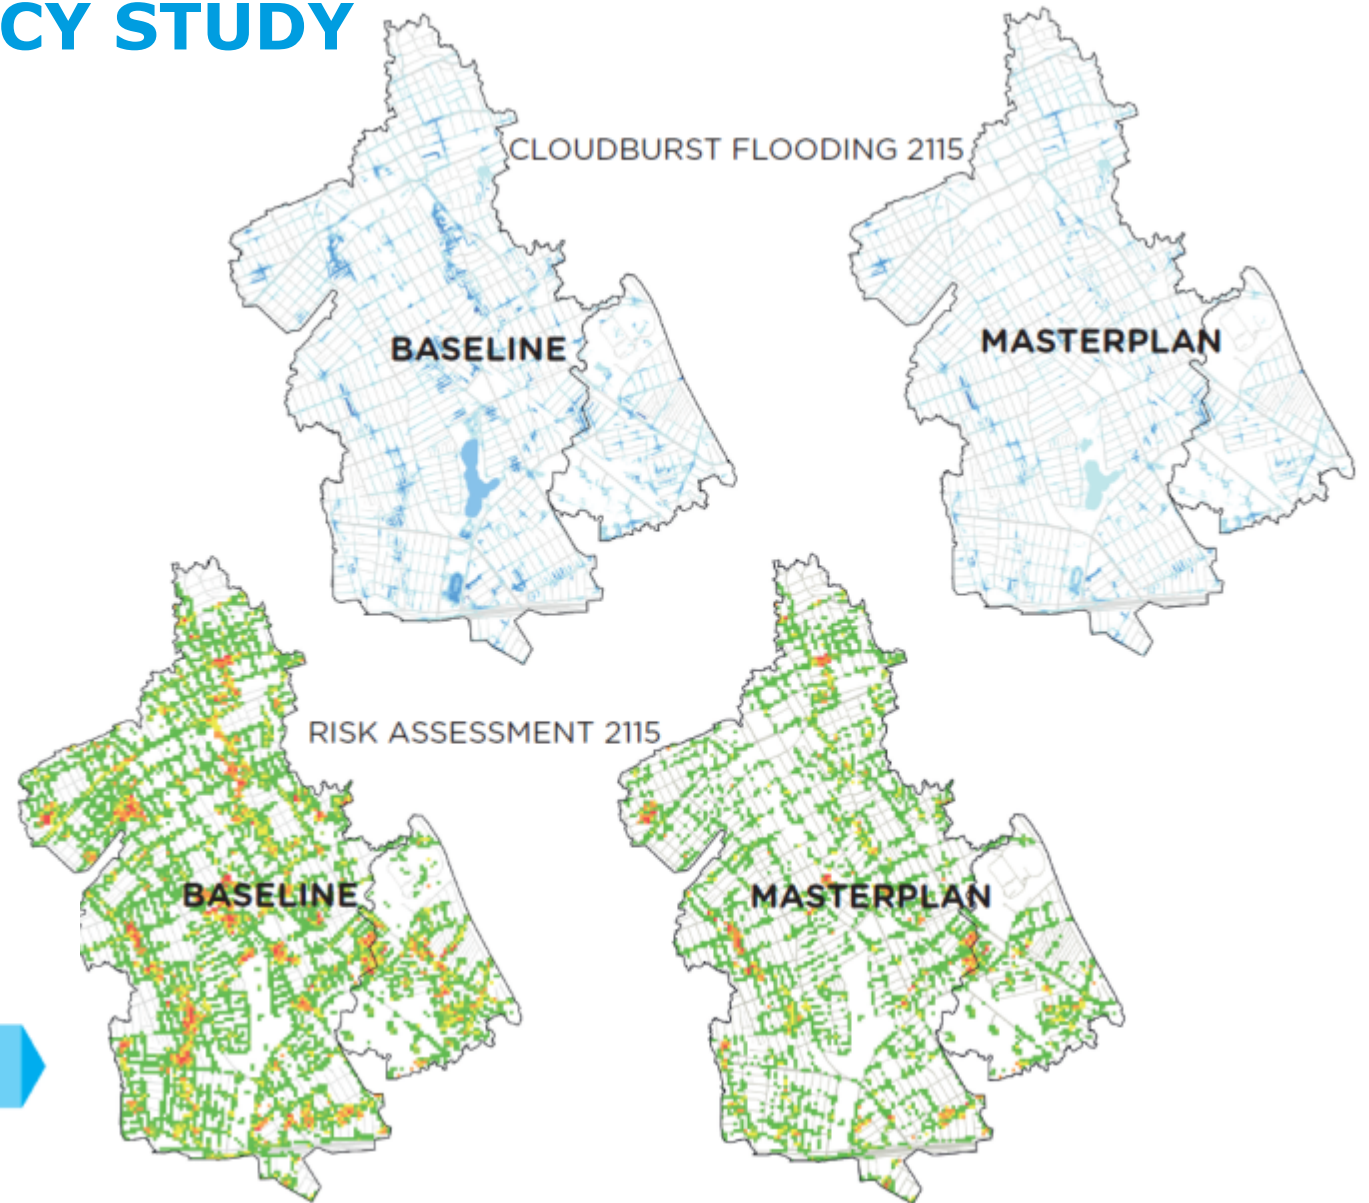 CY STUDY
CLOUDBURST FLOODING 2115
BASELINE
MASTERPLAN
RISK ASSESSMENT 2115
BASELINE
MASTERPLAN